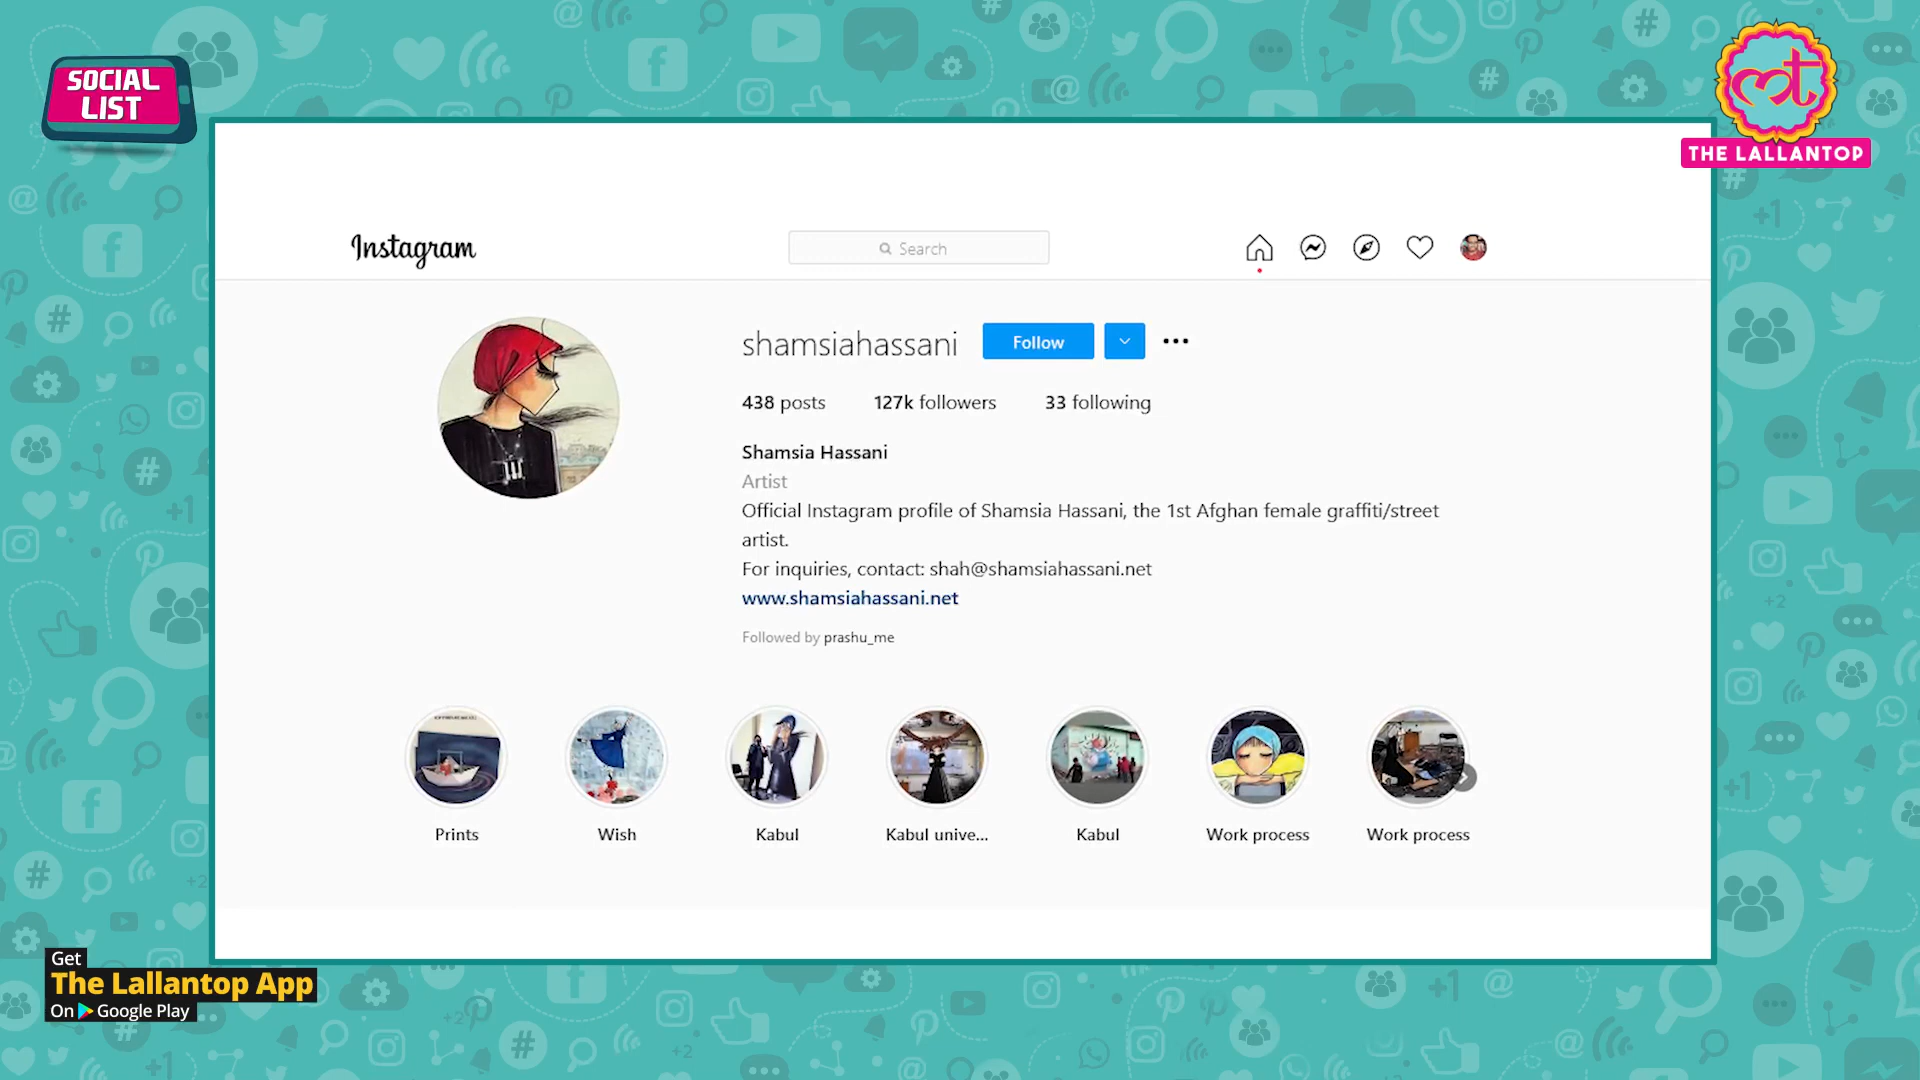 SOCIAL
LIST
THE LALLANTOP
Instagram
Search
shamsiahassani
Follow
438 posts
127k followers
33 following
Shamsia Hassani
Artist
Official Instagram profile of Shamsia Hassani, the 1st Afghan female graffiti/street
artist.
For inquiries, contact: shah@shamsiahassani.net
www.shamsiahassani.net
Followed by prashu_me
Prints
Wish
Kabul
Kabul unive...
Kabul
Work process
Work process
Get
The Lallantop App
On Google Play